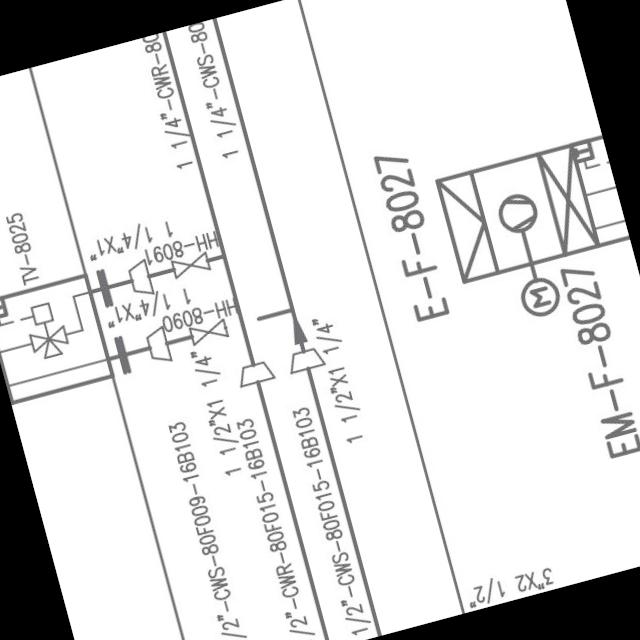 1 1/4"-CWR-80
1 1/4"-CWS-80
TV-8025
1 1/4"X1"
HH-8091
1 1/4"X1"
HH-8090
E-F-8027
M
EM-F-8027
1 1/2"X1 1/4"
1 1/2"X1 1/4"
/2"-CWS-80F009-16B103
/2"-CWR-80F015-16B103
1/2"-CWS-80F015-16B103
3"X2 1/2"